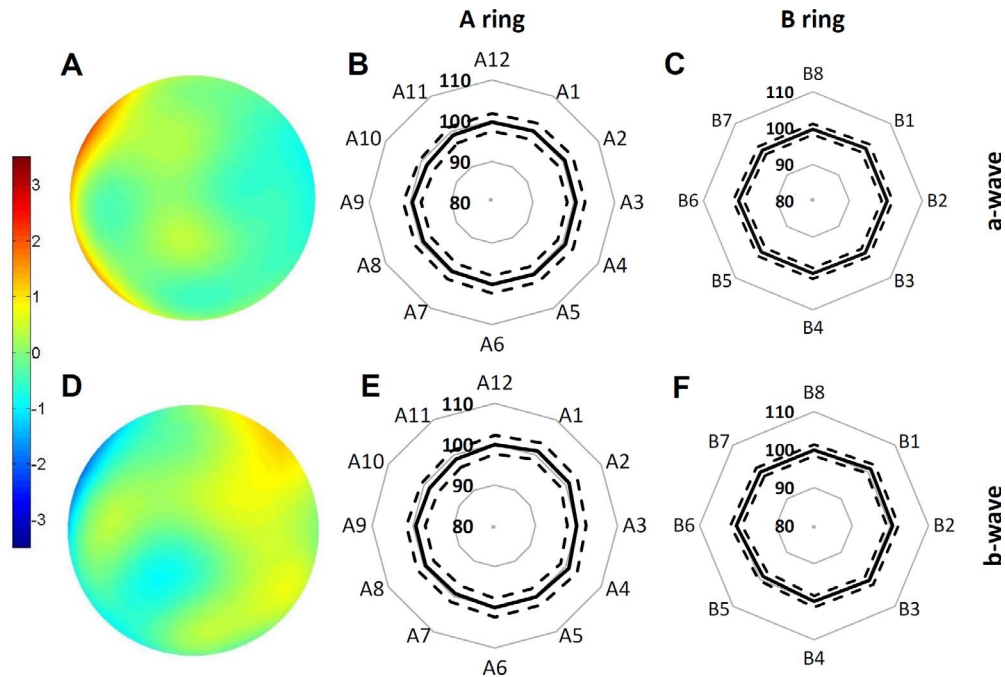 A ring
B ring
A
3
2
1
0
-1
-2
-3
B
A12
110
100
90
80
A1
A2
A3
A4
A5
A6
A7
A8
A9
A10
A11
C
B8
110
100
90
80
B1
B2
B3
B4
B5
B6
B7
a-wave
D
E
A12
110
100
90
80
A1
A2
A3
A4
A5
A6
A7
A8
A9
A10
A11
F
B8
110
100
90
80
B1
B2
B3
B4
B5
B6
B7
b-wave